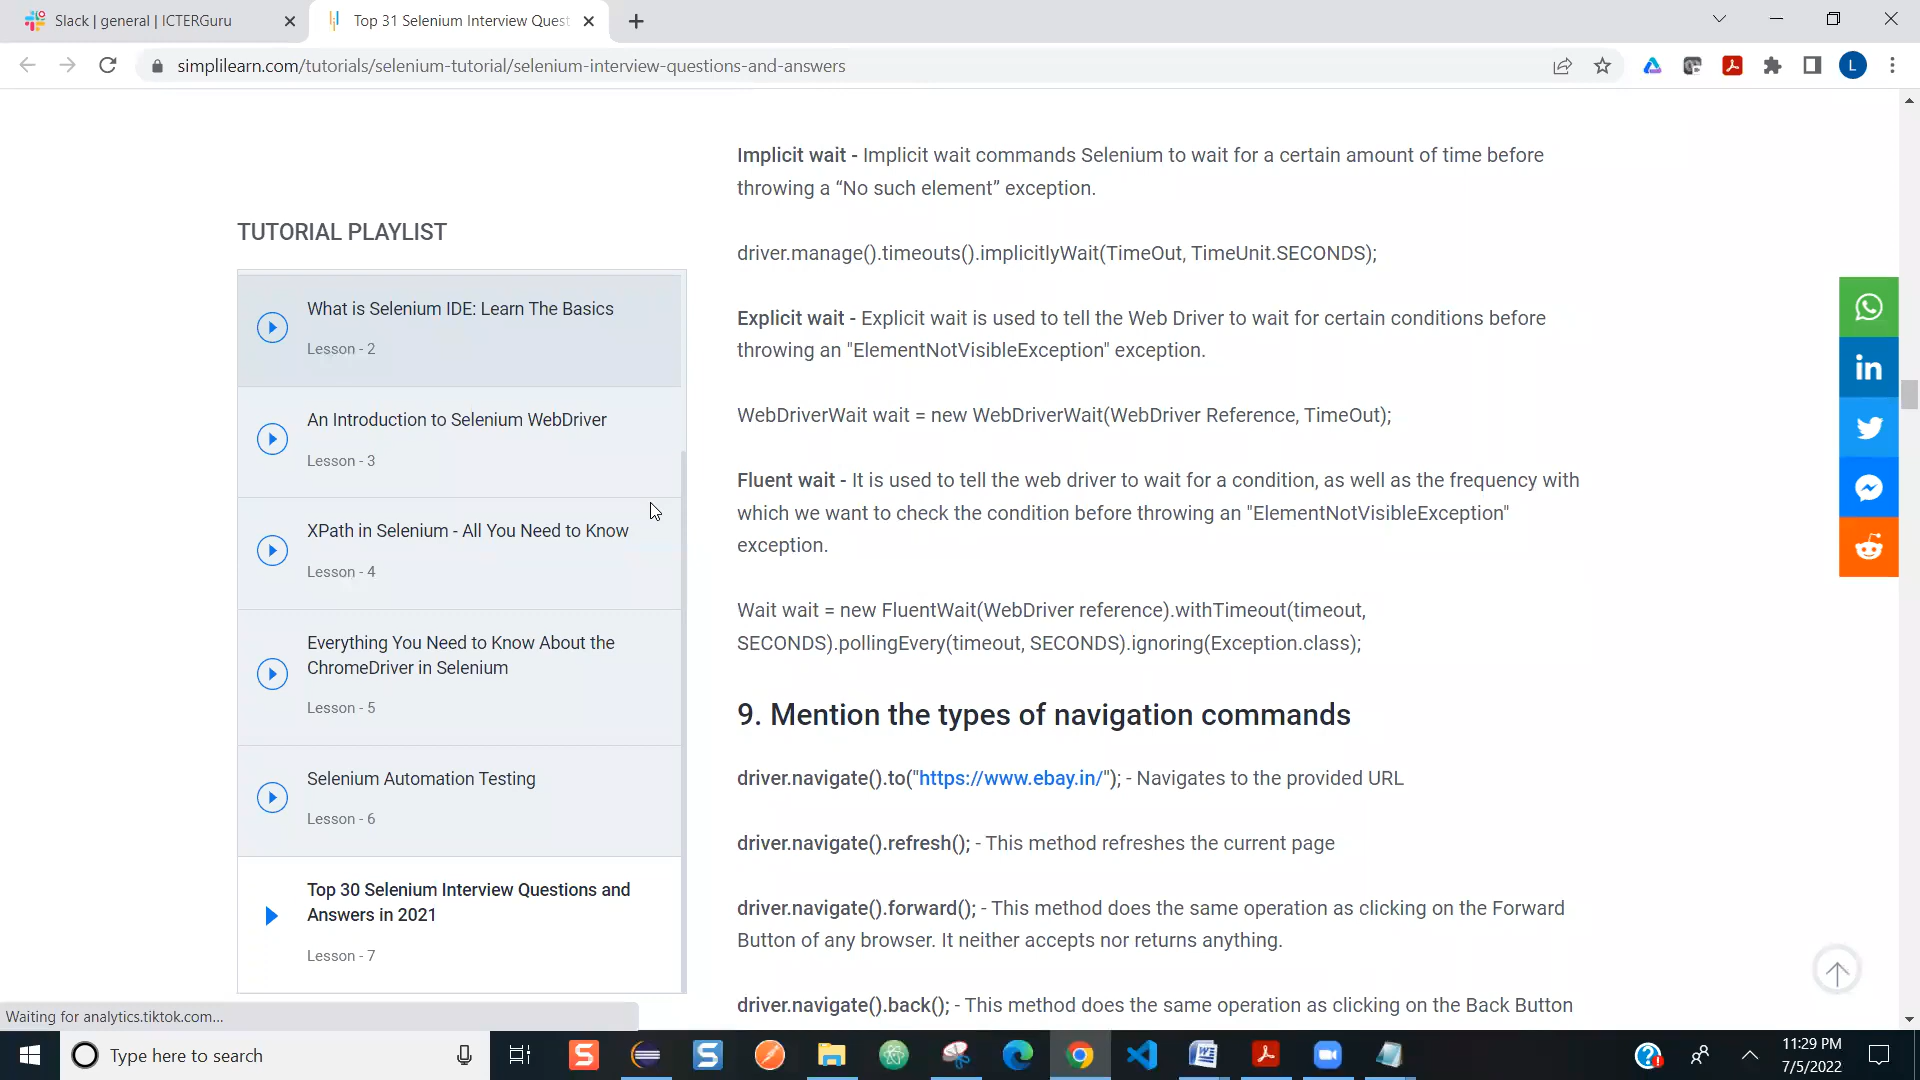 Slack | general | ICTERGuru
Top 31 Selenium Interview Quest
simplilearn.com/tutorials/selenium-tutorial/selenium-interview-questions-and-answers
L
TUTORIAL PLAYLIST
What is Selenium IDE: Learn The Basics
Lesson - 2
An Introduction to Selenium WebDriver
Lesson - 3
XPath in Selenium - All You Need to Know
Lesson - 4
Everything You Need to Know About the
ChromeDriver in Selenium
Lesson - 5
Selenium Automation Testing
Lesson - 6
Top 30 Selenium Interview Questions and
Answers in 2021
Lesson - 7
Implicit wait - Implicit wait commands Selenium to wait for a certain amount of time before
throwing a “No such element” exception.
driver.manage().timeouts().implicitlyWait(TimeOut, TimeUnit.SECONDS);
Explicit wait - Explicit wait is used to tell the Web Driver to wait for certain conditions before
throwing an "ElementNotVisibleException" exception.
WebDriverWait wait = new WebDriverWait(WebDriver Reference, TimeOut);
Fluent wait - It is used to tell the web driver to wait for a condition, as well as the frequency with
which we want to check the condition before throwing an "ElementNotVisibleException"
exception.
Wait wait = new FluentWait(WebDriver reference).withTimeout(timeout,
SECONDS).pollingEvery(timeout, SECONDS).ignoring(Exception.class);
9. Mention the types of navigation commands
driver.navigate().to("https://www.ebay.in/"); - Navigates to the provided URL
driver.navigate().refresh(); - This method refreshes the current page
driver.navigate().forward(); - This method does the same operation as clicking on the Forward
Button of any browser. It neither accepts nor returns anything.
driver.navigate().back(); - This method does the same operation as clicking on the Back Button
in
Waiting for analytics.tiktok.com...
Type here to search
11:29 PM
7/5/2022